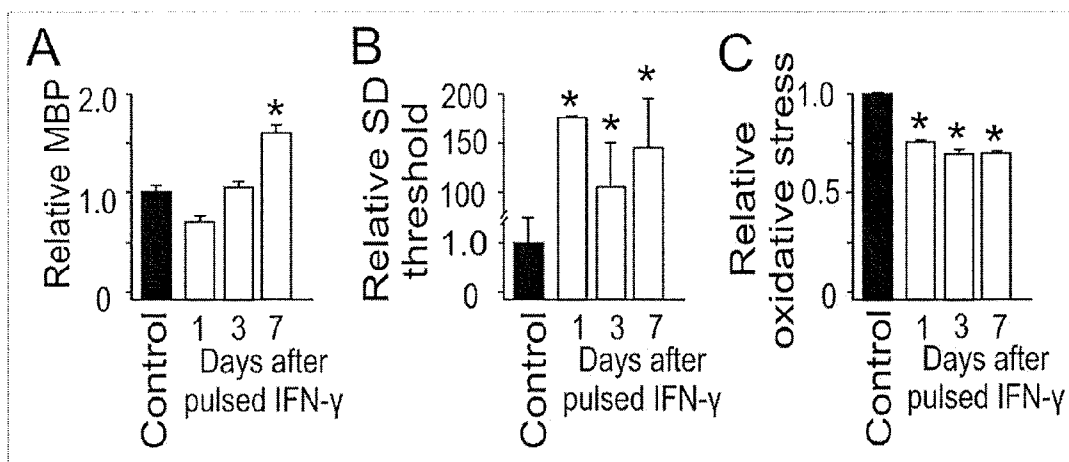 A
Relative MBP
2.0
1.0
0
*
Control
1 3 7
Days after
pulsed IFN-γ
B
Relative SD
threshold
200
150
100
1.0
0
* * *
Control
1 3 7
Days after
pulsed IFN-γ
C
Relative
oxidative stress
1.0
0.5
0
* * *
Control
1 3 7
Days after
pulsed IFN-γ